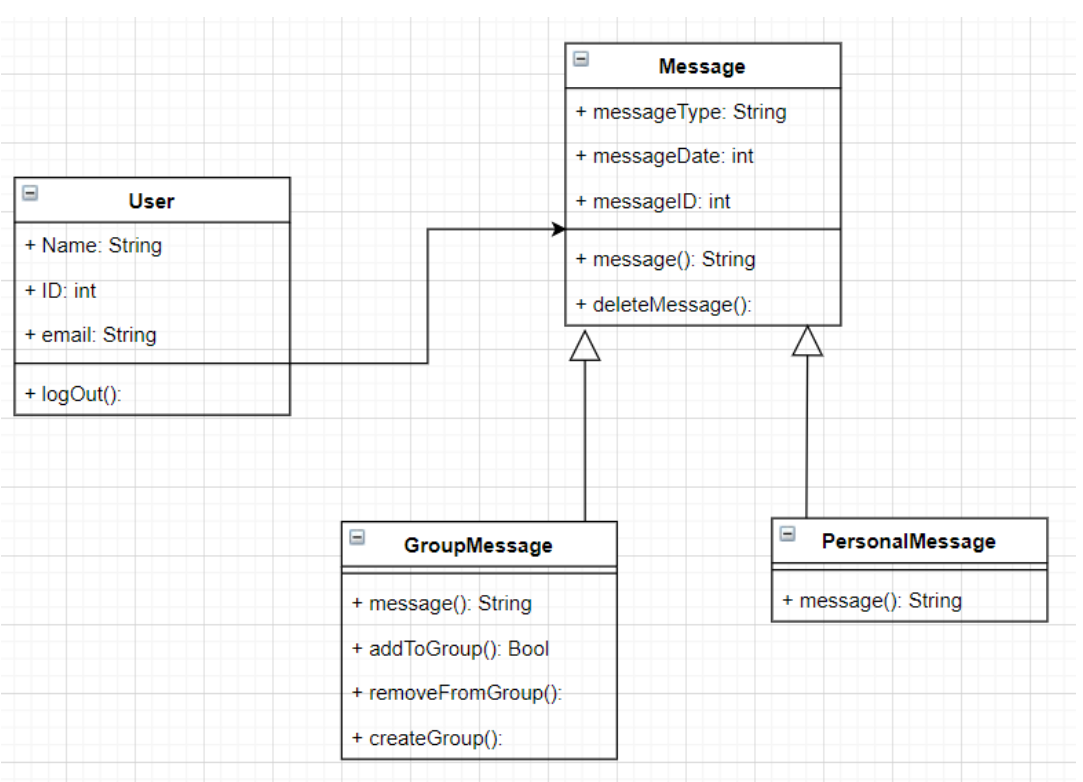 Message
+ messageType: String
+ messageDate: int
+ messageID: int
+ message(): String
+ deleteMessage():
User
+ Name: String
+ ID: int
+ email: String
+ logOut():
GroupMessage
+ message(): String
+ addToGroup(): Bool
+ removeFromGroup():
+ createGroup():
PersonalMessage
+ message(): String